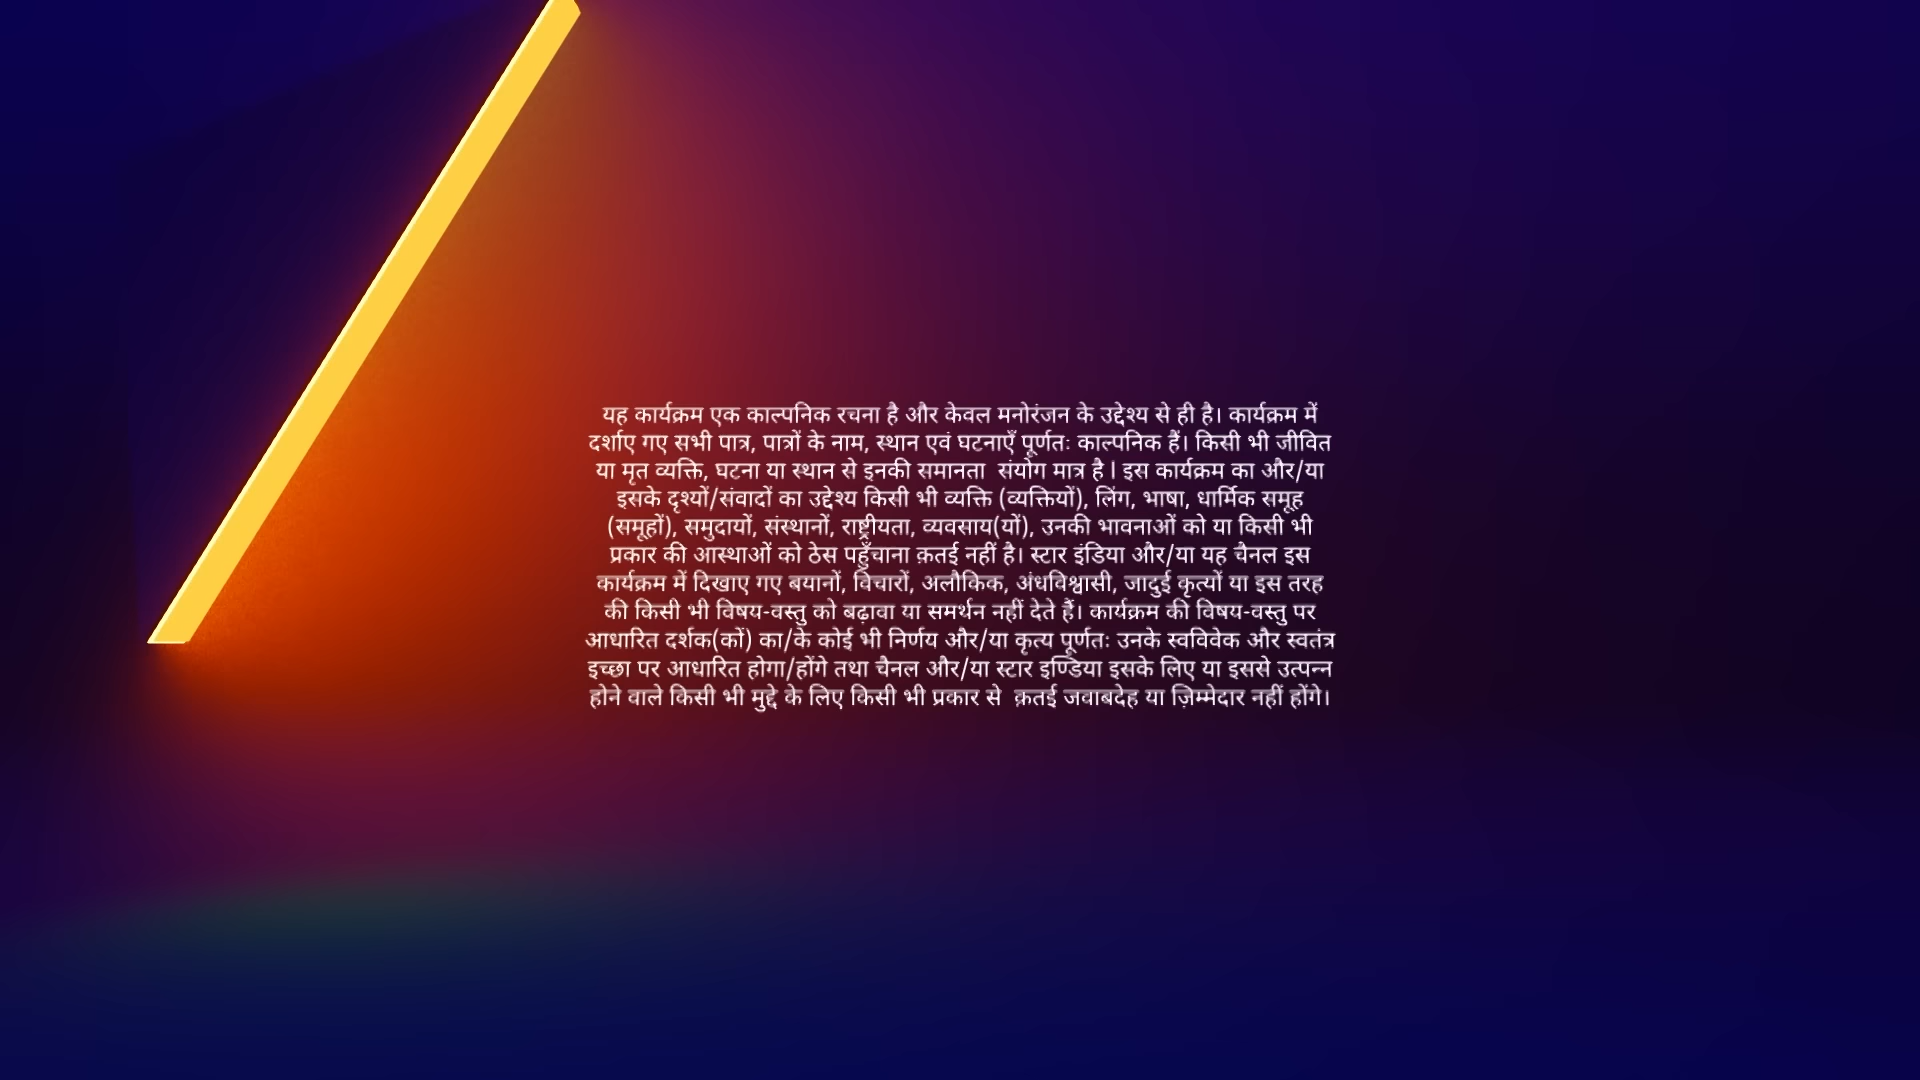 यह कार्यक्रम एक काल्पनिक रचना है और केवल मनोरंजन के उद्देश्य से ही है। कार्यक्रम में
दर्शाए गए सभी पात्र, पात्रों के नाम, स्थान एवं घटनाएँ पूर्णतः काल्पनिक हैं। किसी भी जीवित
या मृत व्यक्ति, घटना या स्थान से इनकी समानता संयोग मात्र है । इस कार्यक्रम का और/या
इसके दृश्यों/संवादों का उद्देश्य किसी भी व्यक्ति (व्यक्तियों), लिंग, भाषा, धार्मिक समूह
(समूहों), समुदायों, संस्थानों, राष्ट्रीयता, व्यवसाय(यों), उनकी भावनाओं को या किसी भी
प्रकार की आस्थाओं को ठेस पहुँचाना क़तई नहीं है। स्टार इंडिया और/या यह चैनल इस
कार्यक्रम में दिखाए गए बयानों, विचारों, अलौकिक, अंधविश्वासी, जादुई कृत्यों या इस तरह
की किसी भी विषय-वस्तु को बढ़ावा या समर्थन नहीं देते हैं। कार्यक्रम की विषय-वस्तु पर
आधारित दर्शक(कों) का/के कोई भी निर्णय और/या कृत्य पूर्णतः उनके स्वविवेक और स्वतंत्र
इच्छा पर आधारित होगा/होंगे तथा चैनल और/या स्टार इण्डिया इसके लिए या इससे उत्पन्न
होने वाले किसी भी मुद्दे के लिए किसी भी प्रकार से क़तई जवाबदेह या ज़िम्मेदार नहीं होंगे।